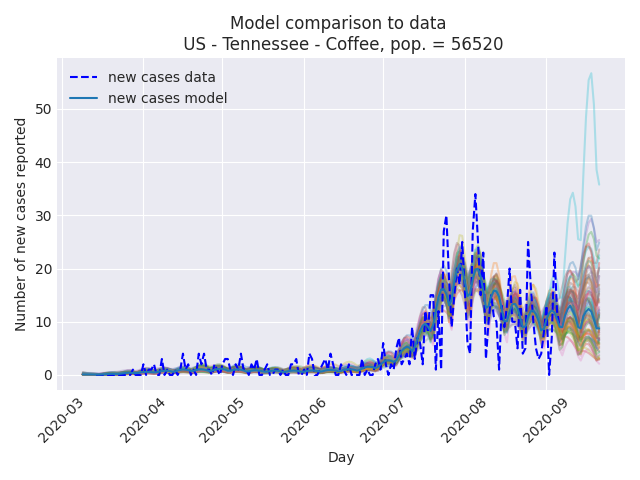 Model comparison to data
US - Tennessee - Coffee, pop. = 56520
new cases data
new cases model
Number of new cases reported
50
40
30
20
10
0
2020-03
2020-04
2020-05
2020-06
2020-07
2020-08
2020-09
Day